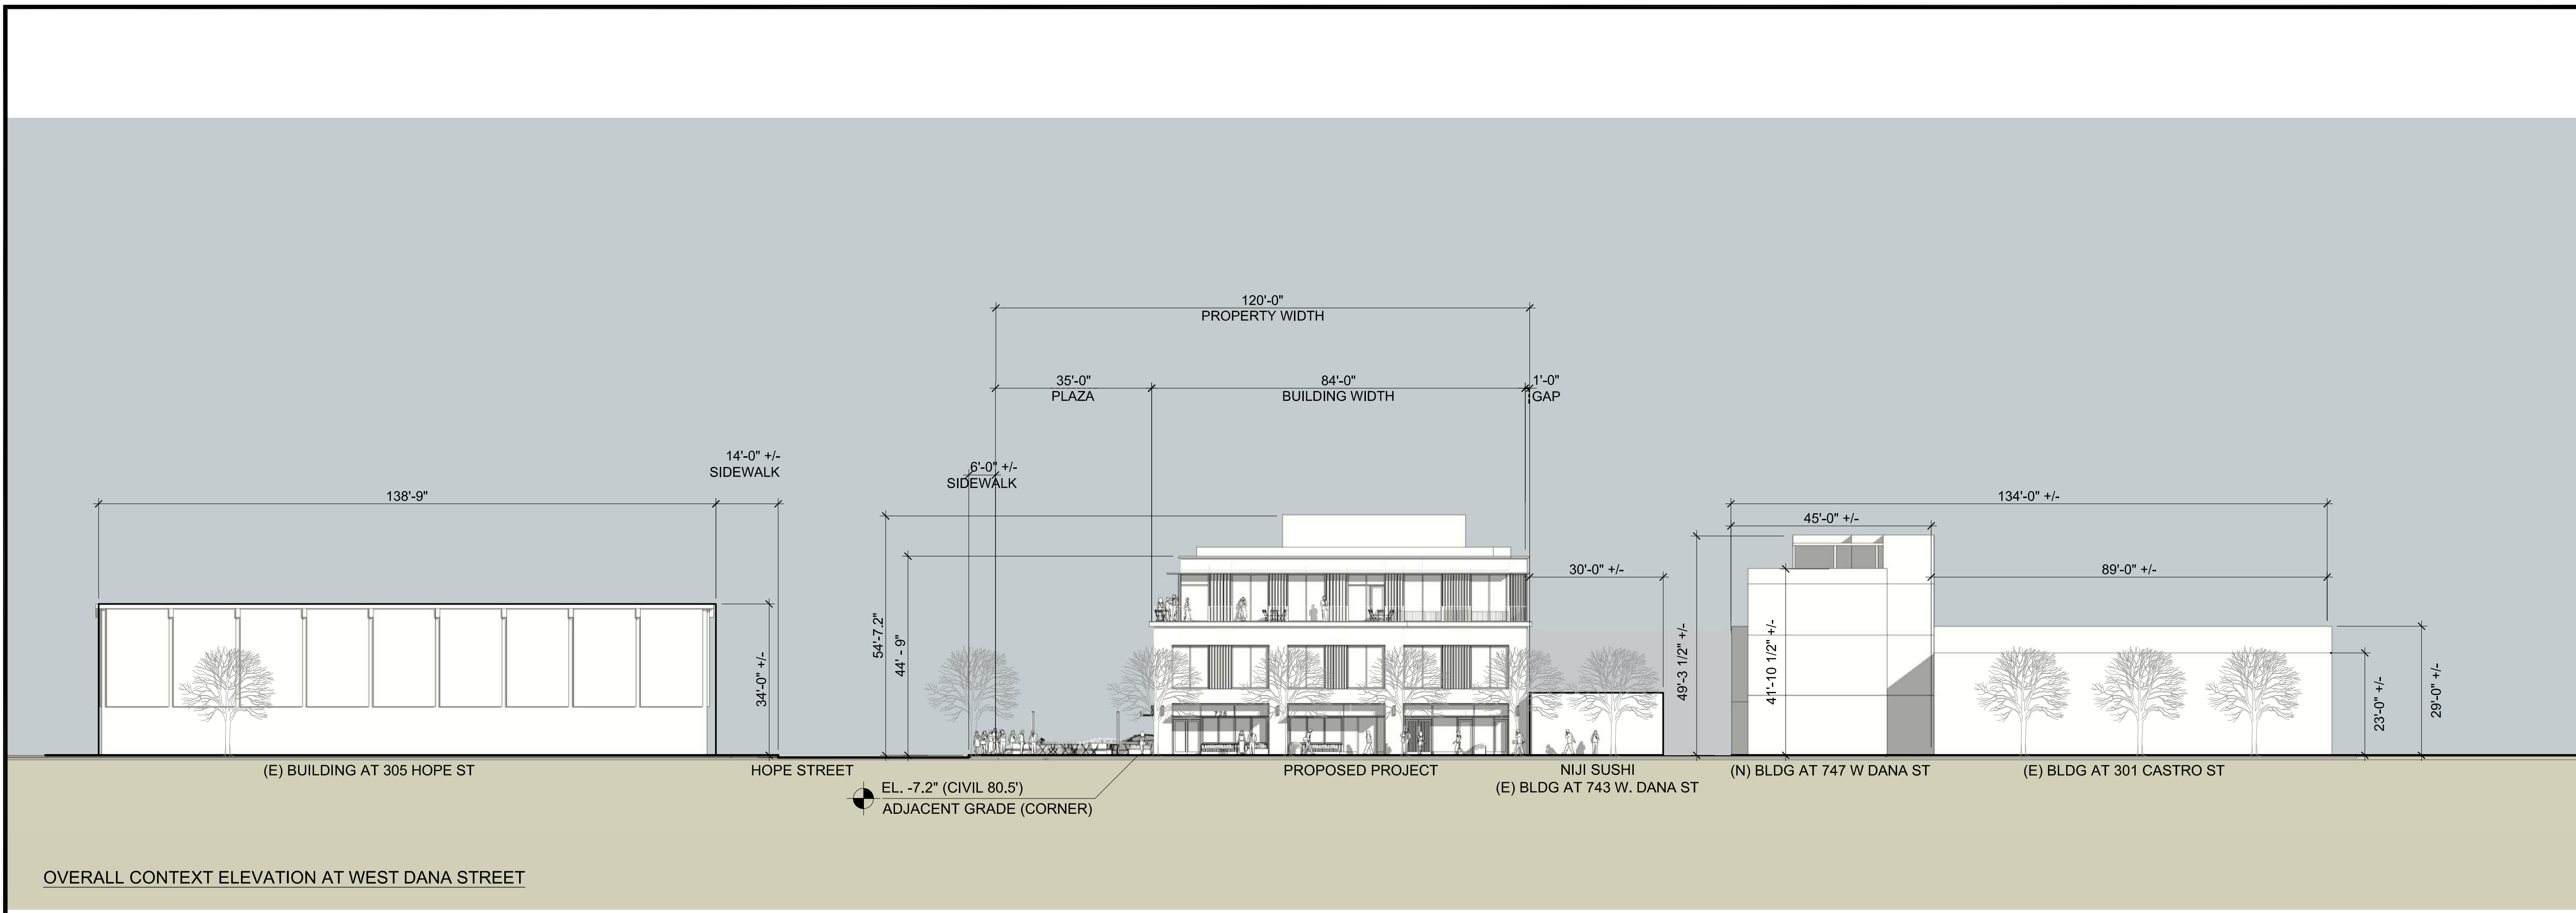 120'-0"
PROPERTY WIDTH
35'-0"
PLAZA
84'-0"
BUILDING WIDTH
1'-0"
GAP
14'-0" +/-
SIDEWALK
6'-0" +/-
SIDEWALK
138'-9"
134'-0" +/-
45'-0" +/-
30'-0" +/-
89'-0" +/-
34'-0" +/-
54'-7.2"
44' - 9"
49'-3 1/2" +/-
41'-10 1/2" +/-
23'-0" +/-
29'-0" +/-
(E) BUILDING AT 305 HOPE ST
HOPE STREET
PROPOSED PROJECT
NIJI SUSHI
(E) BLDG AT 743 W. DANA ST
(N) BLDG AT 747 W DANA ST
(E) BLDG AT 301 CASTRO ST
EL. -7.2" (CIVIL 80.5')
ADJACENT GRADE (CORNER)
OVERALL CONTEXT ELEVATION AT WEST DANA STREET